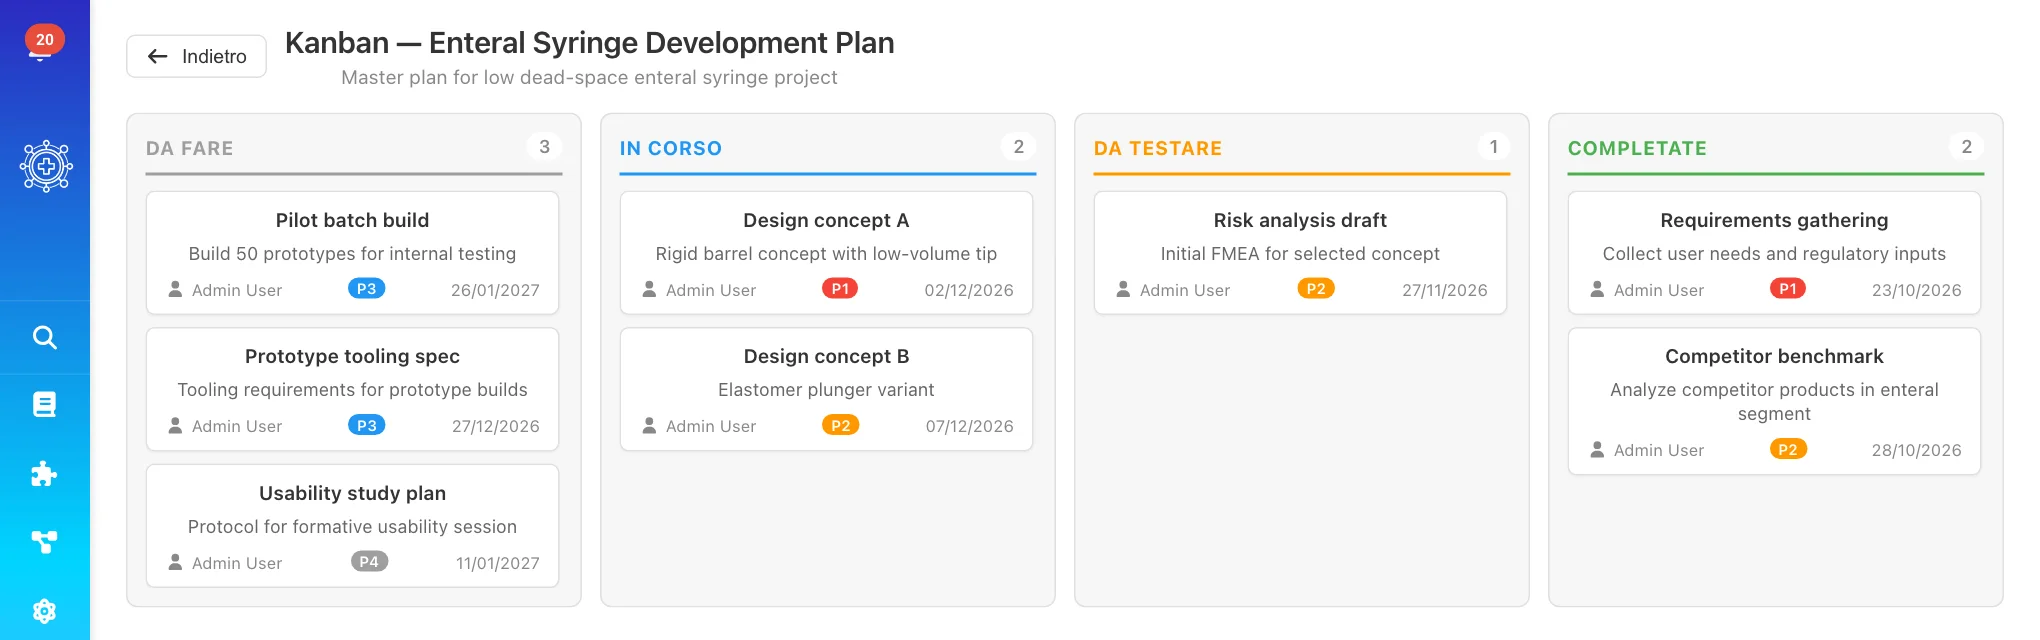 20
Indietro
Kanban — Enteral Syringe Development Plan
Master plan for low dead-space enteral syringe project
DA FARE
3
Pilot batch build
Build 50 prototypes for internal testing
Admin User
P3
26/01/2027
Prototype tooling spec
Tooling requirements for prototype builds
Admin User
P3
27/12/2026
Usability study plan
Protocol for formative usability session
Admin User
P4
11/01/2027
IN CORSO
2
Design concept A
Rigid barrel concept with low-volume tip
Admin User
P1
02/12/2026
Design concept B
Elastomer plunger variant
Admin User
P2
07/12/2026
DA TESTARE
1
Risk analysis draft
Initial FMEA for selected concept
Admin User
P2
27/11/2026
COMPLETATE
2
Requirements gathering
Collect user needs and regulatory inputs
Admin User
P1
23/10/2026
Competitor benchmark
Analyze competitor products in enteral
segment
Admin User
P2
28/10/2026